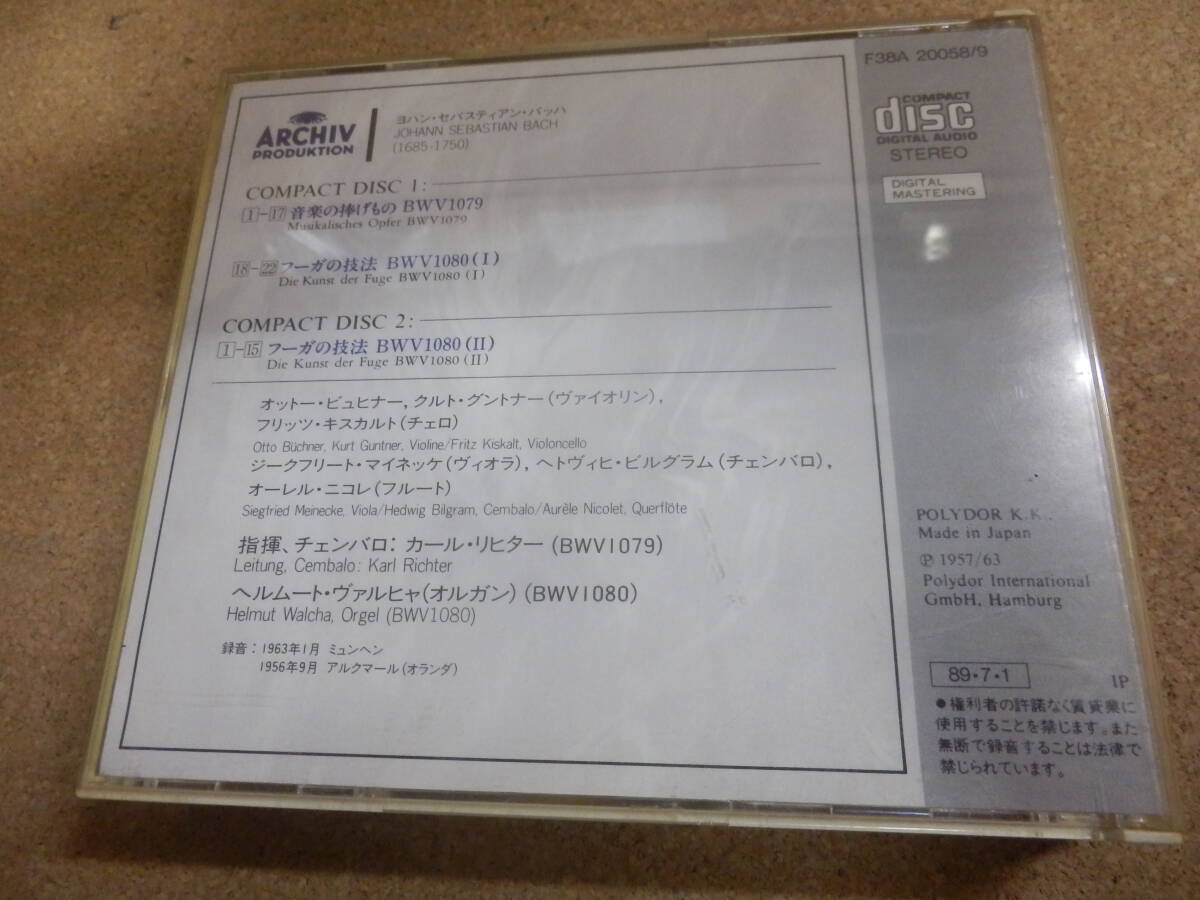 ARCHIV
PRODUKTION
ヨハン・セバスティアン・バッハ
JOHANN SEBASTIAN BACH
(1685-1750)
COMPACT DISC 1:
1-17 音楽の捧げもの BWV1079
Musikalisches Opfer BWV1079
18-22 フーガの技法 BWV1080(I)
Die Kunst der Fuge BWV1080 (I)
COMPACT DISC 2:
1-15 フーガの技法 BWV1080(II)
Die Kunst der Fuge BWV1080 (II)
オットー・ビュヒナー, クルト・グントナー(ヴァイオリン),
フリッツ・キスカルト(チェロ)
Otto Büchner, Kurt Guntner, Violine/Fritz Kiskalt, Violoncello
ジークフリート・マイネッケ(ヴィオラ), ヘトヴィヒ・ビルグラム(チェンバロ),
オーレル・ニコレ(フルート)
Siegfried Meinecke, Viola/Hedwig Bilgram, Cembalo/Aurèle Nicolet, Querflöte
指揮、チェンバロ: カール・リヒター (BWV1079)
Leitung, Cembalo: Karl Richter
ヘルムート・ヴァルヒャ(オルガン) (BWV1080)
Helmut Walcha, Orgel (BWV1080)
録音: 1963年1月 ミュンヘン
1956年9月 アルクマール(オランダ)
F38A 20058/9
COMPACT
disc
DIGITAL AUDIO
STEREO
DIGITAL
MASTERING
POLYDOR K.K.,
Made in Japan
℗ 1957/63
Polydor International
GmbH, Hamburg
89・7・1
IP
●権利者の許諾なく賃貸業に
使用することを禁じます。また
無断で録音することは法律で
禁じられています。